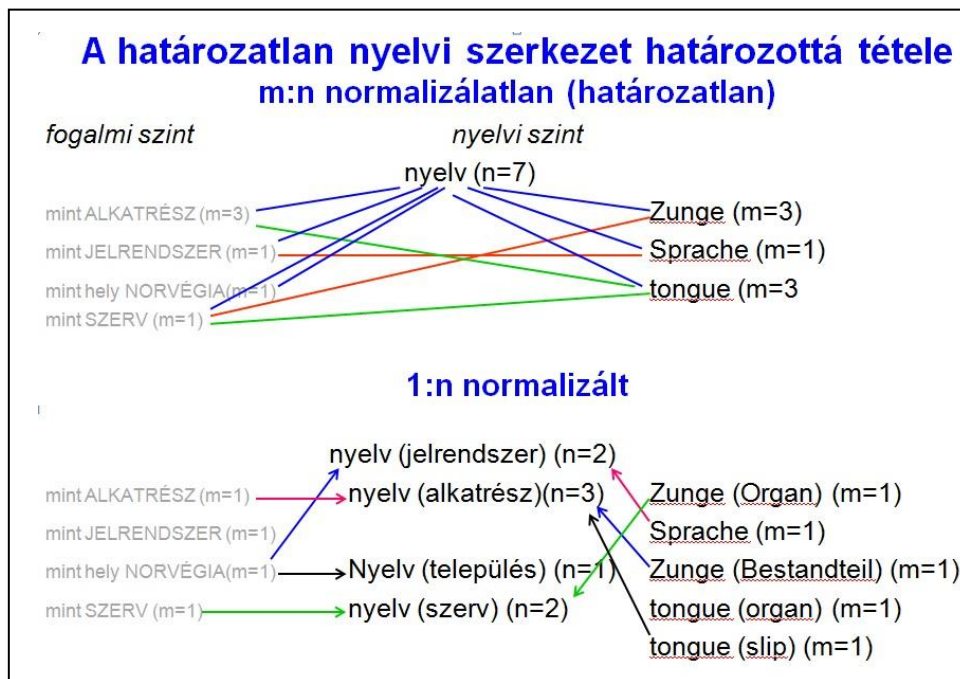 A határozatlan nyelvi szerkezet határozottá tétele
m:n normalizálatlan (határozatlan)
fogalmi szint nyelvi szint
nyelv (n=7)
mint ALKATRÉSZ (m=3) Zunge (m=3)
mint JELRENDSZER (m=1) Sprache (m=1)
mint hely NORVÉGIA(m=1) tongue (m=3
mint SZERV (m=1)
1:n normalizált
nyelv (jelrendszer) (n=2)
mint ALKATRÉSZ (m=1) nyelv (alkatrész)(n=3) Zunge (Organ) (m=1)
mint JELRENDSZER (m=1) Sprache (m=1)
mint hely NORVÉGIA(m=1) Nyelv (település) (n=1) Zunge (Bestandteil) (m=1)
mint SZERV (m=1) nyelv (szerv) (n=2) tongue (organ) (m=1)
tongue (slip) (m=1)